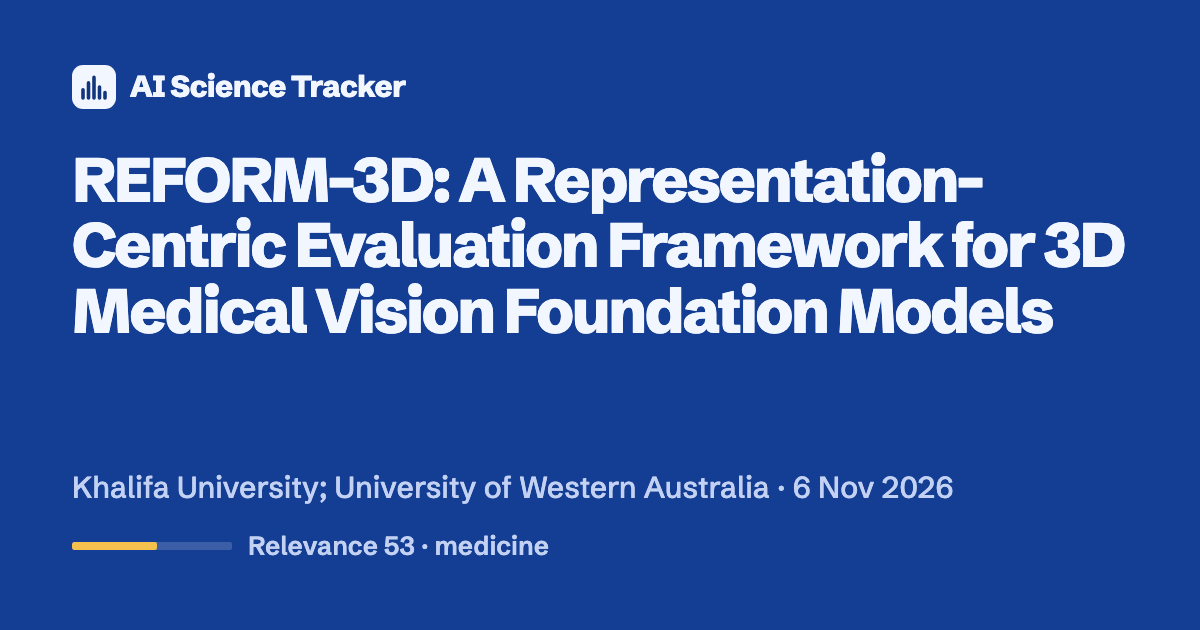 AI Science Tracker
REFORM-3D: A Representation-
Centric Evaluation Framework for 3D
Medical Vision Foundation Models
Khalifa University; University of Western Australia · 6 Nov 2026
Relevance 53 · medicine